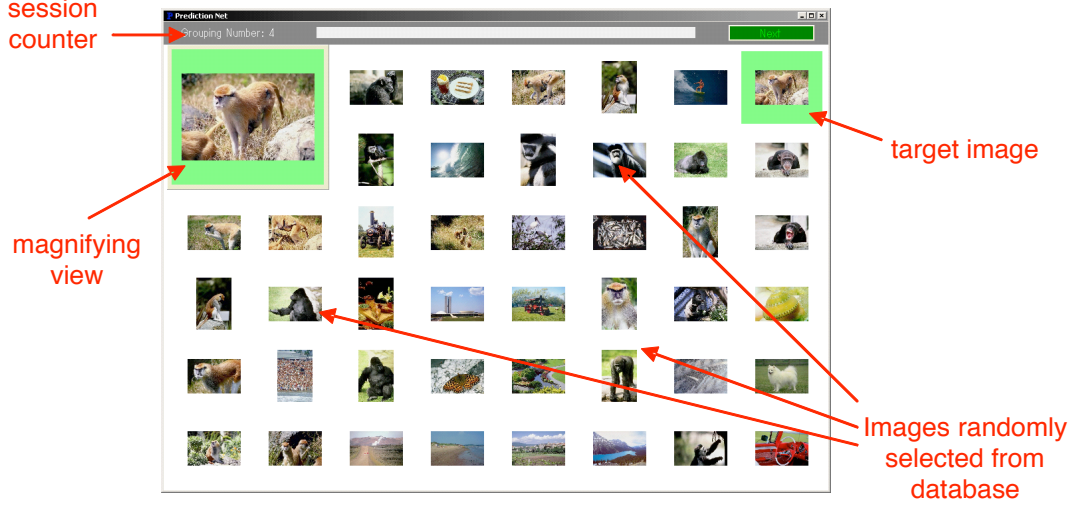 session
counter
Prediction Net
Grouping Number: 4
Next
target image
magnifying
view
Images randomly
selected from
database